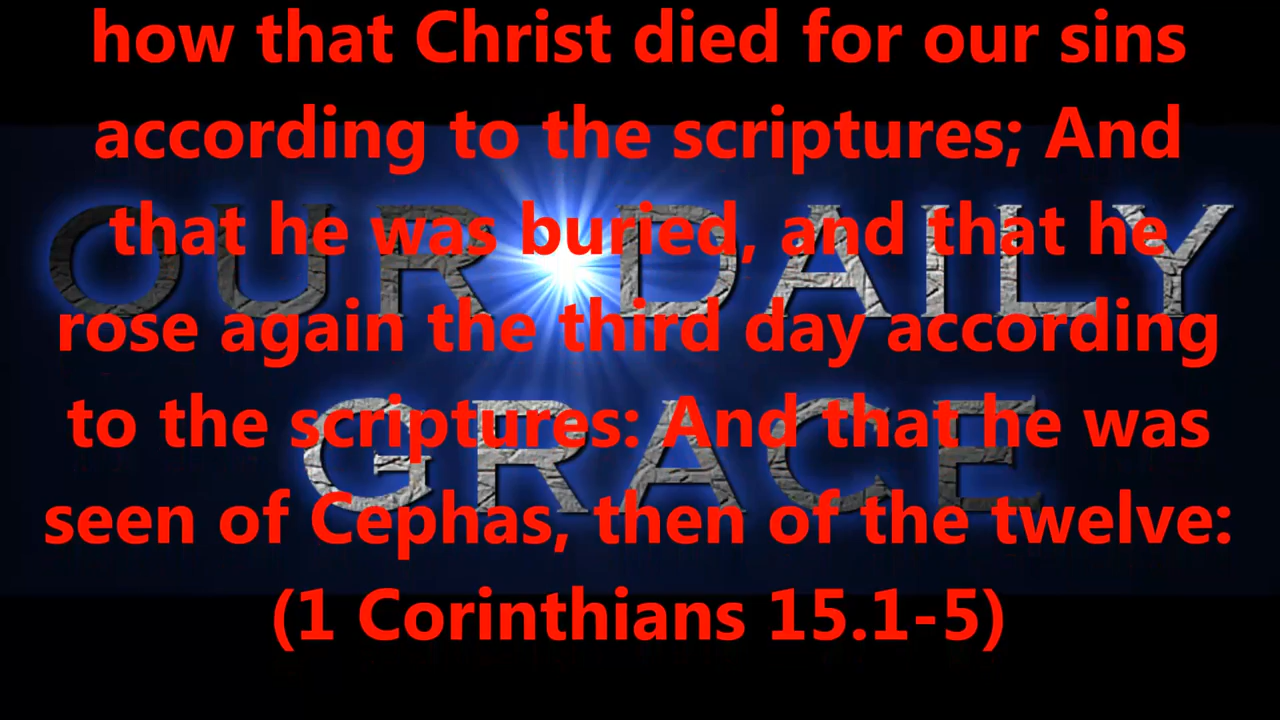 how that Christ died for our sins
according to the scriptures; And
that he was buried, and that he
rose again the third day according
to the scriptures: And that he was
seen of Cephas, then of the twelve:
(1 Corinthians 15.1-5)
OUR DAILY
GRACE